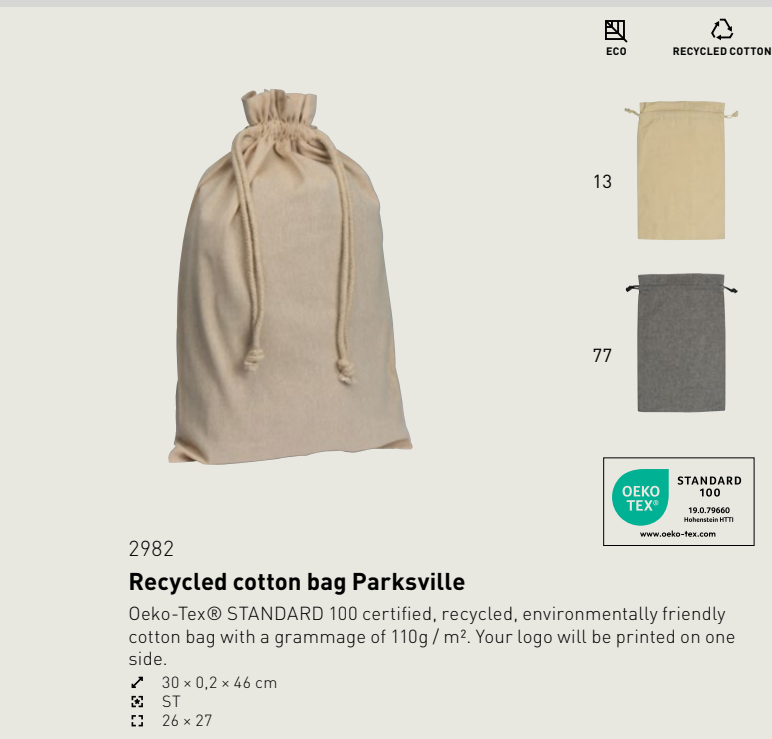 ECO
RECYCLED COTTON
13
77
OEKO
TEX®
STANDARD
100
19.0.79660
Hohenstein HTTI
www.oeko-tex.com
2982
Recycled cotton bag Parksville
Oeko-Tex® STANDARD 100 certified, recycled, environmentally friendly
cotton bag with a grammage of 110g / m². Your logo will be printed on one
side.
30 × 0,2 × 46 cm
ST
26 × 27